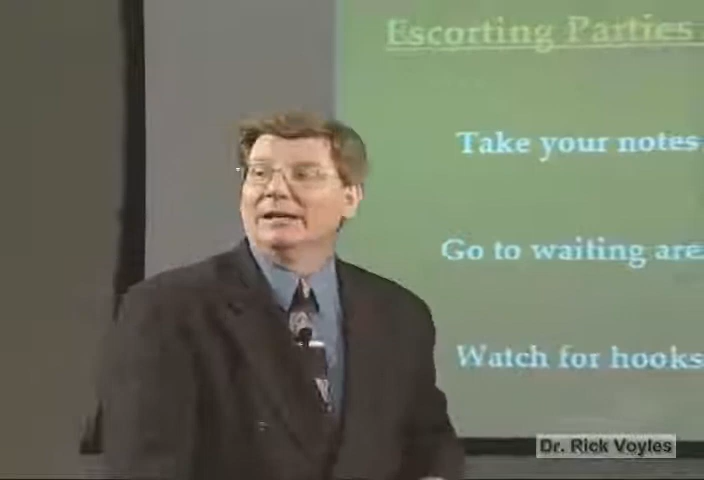 Escorting Parties
Take your notes
Go to waiting are
Watch for hooks
Dr. Rick Voyles